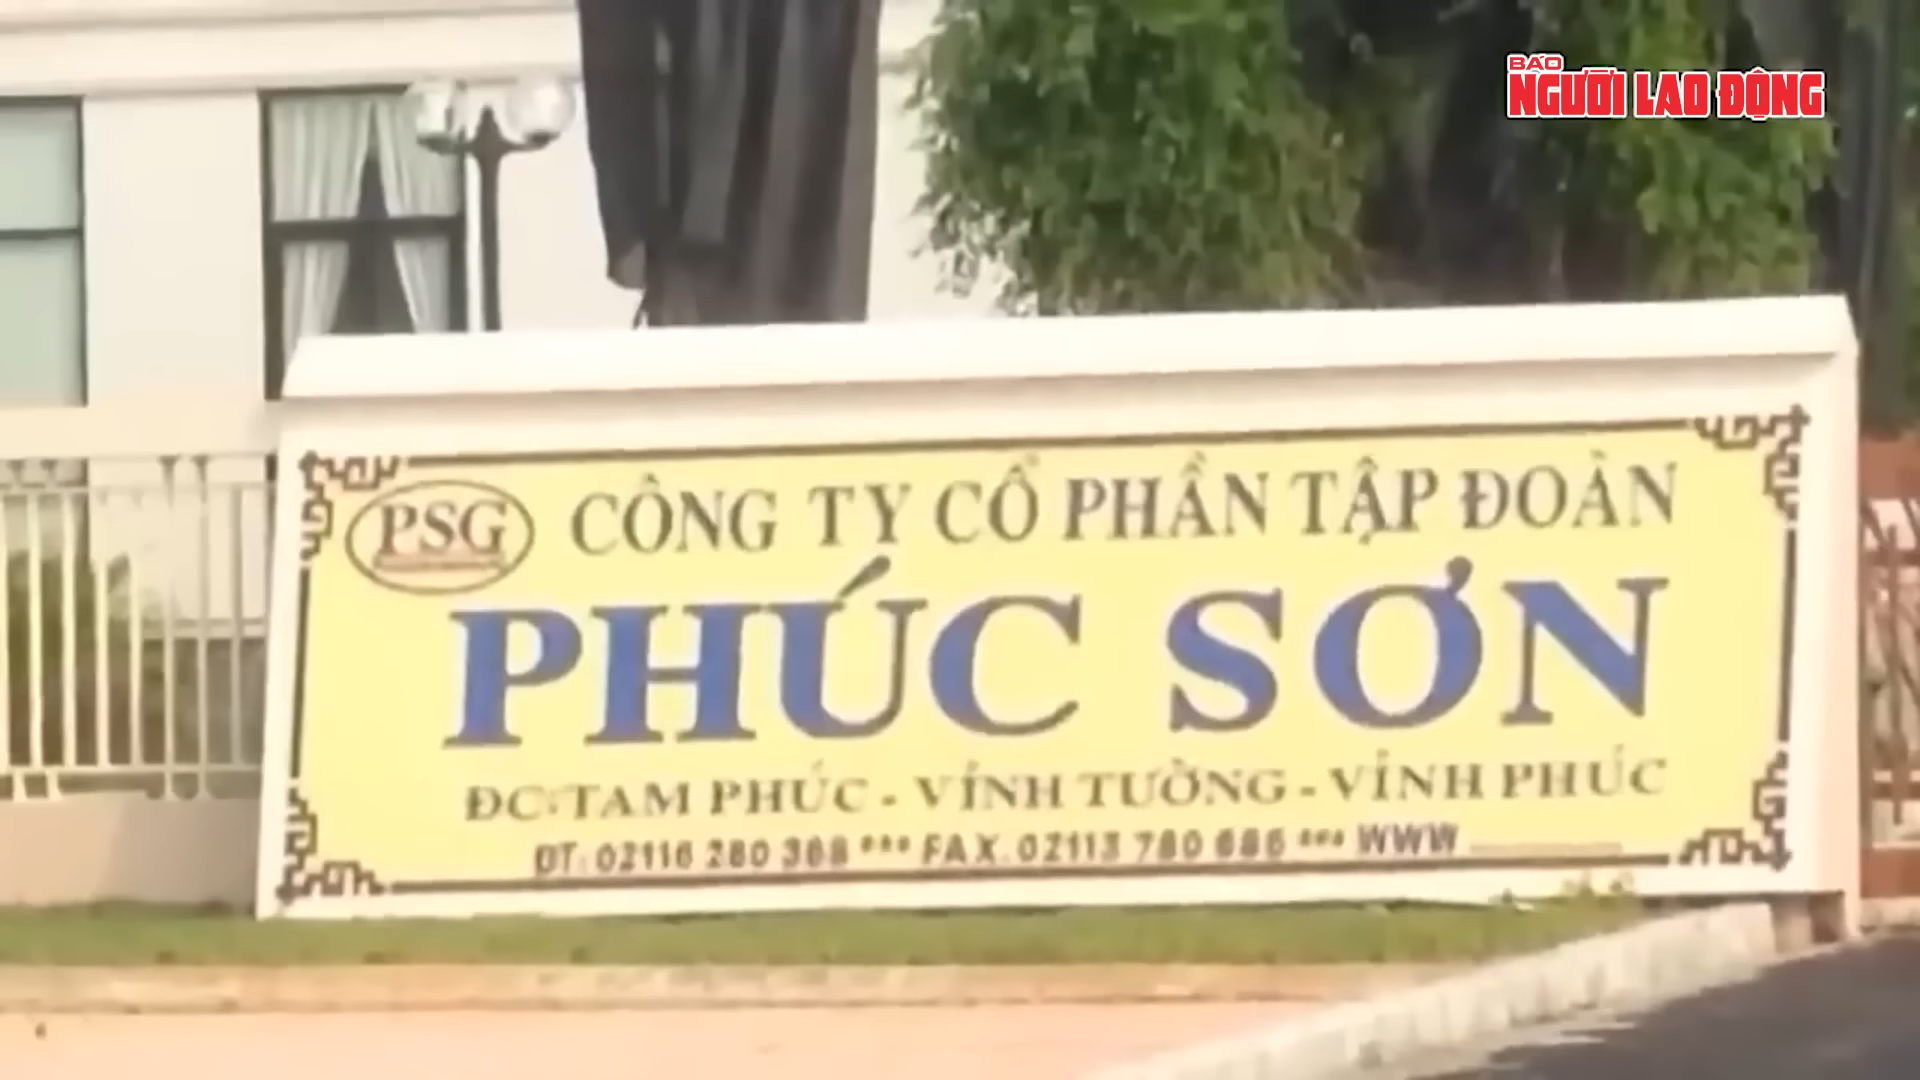 BÁO
NGƯỜI LAO ĐỘNG
PSG
CÔNG TY CỔ PHẦN TẬP ĐOÀN
PHÚC SƠN
ĐC: TAM PHÚC - VĨNH TƯỜNG - VĨNH PHÚC
ĐT: 02116 280 368 *** FAX. 02113 780 686 *** WWW